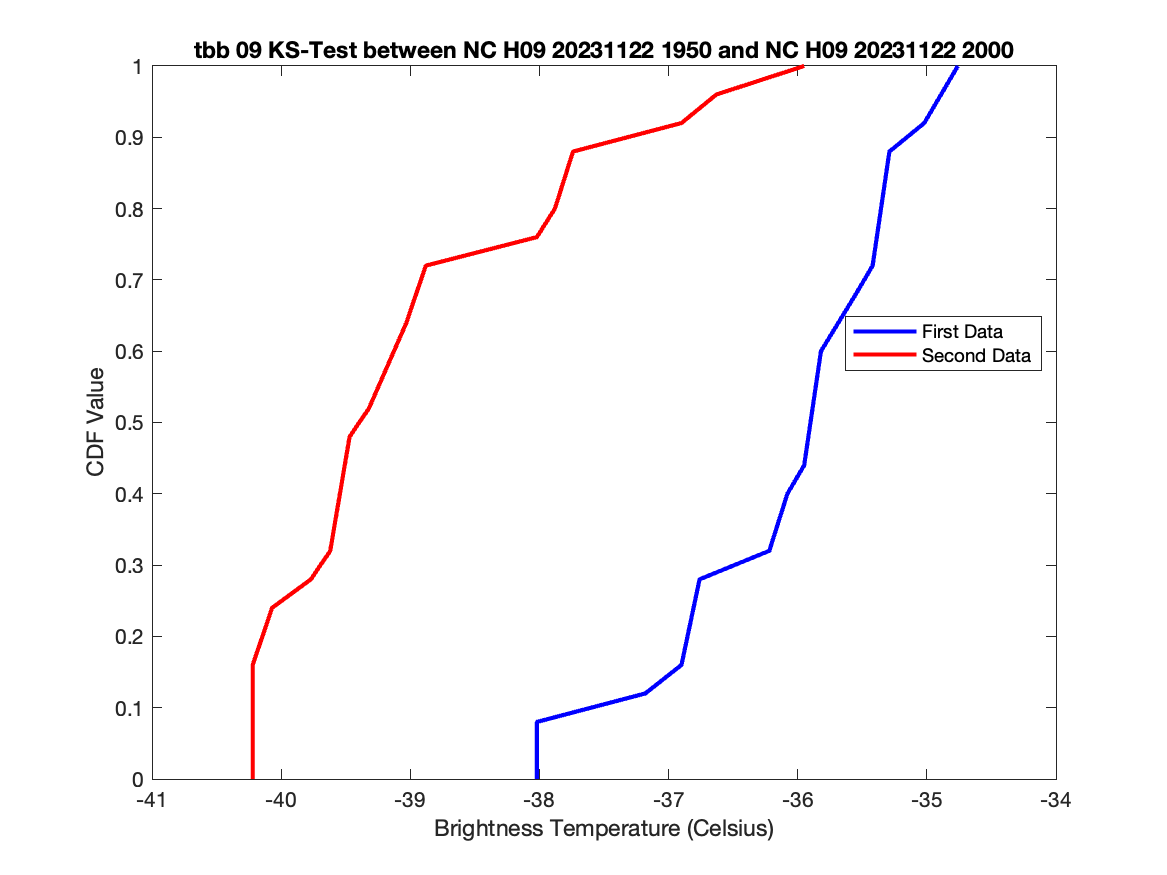 tbb 09 KS-Test between NC H09 20231122 1950 and NC H09 20231122 2000
1
0.9
0.8
0.7
0.6
0.5
0.4
0.3
0.2
0.1
0
CDF Value
First Data
Second Data
-41 -40 -39 -38 -37 -36 -35 -34
Brightness Temperature (Celsius)